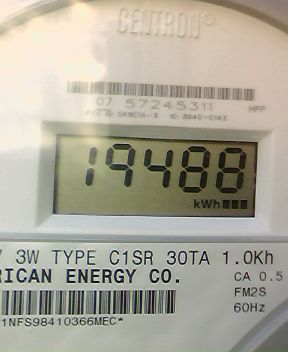 CENTRON®
07 57245311 HPP
19488
kWh
3W TYPE C1SR 30TA 1.0Kh
RICAN ENERGY CO. CA 0.5
FM2S
1NFS98410366MEC* 60Hz